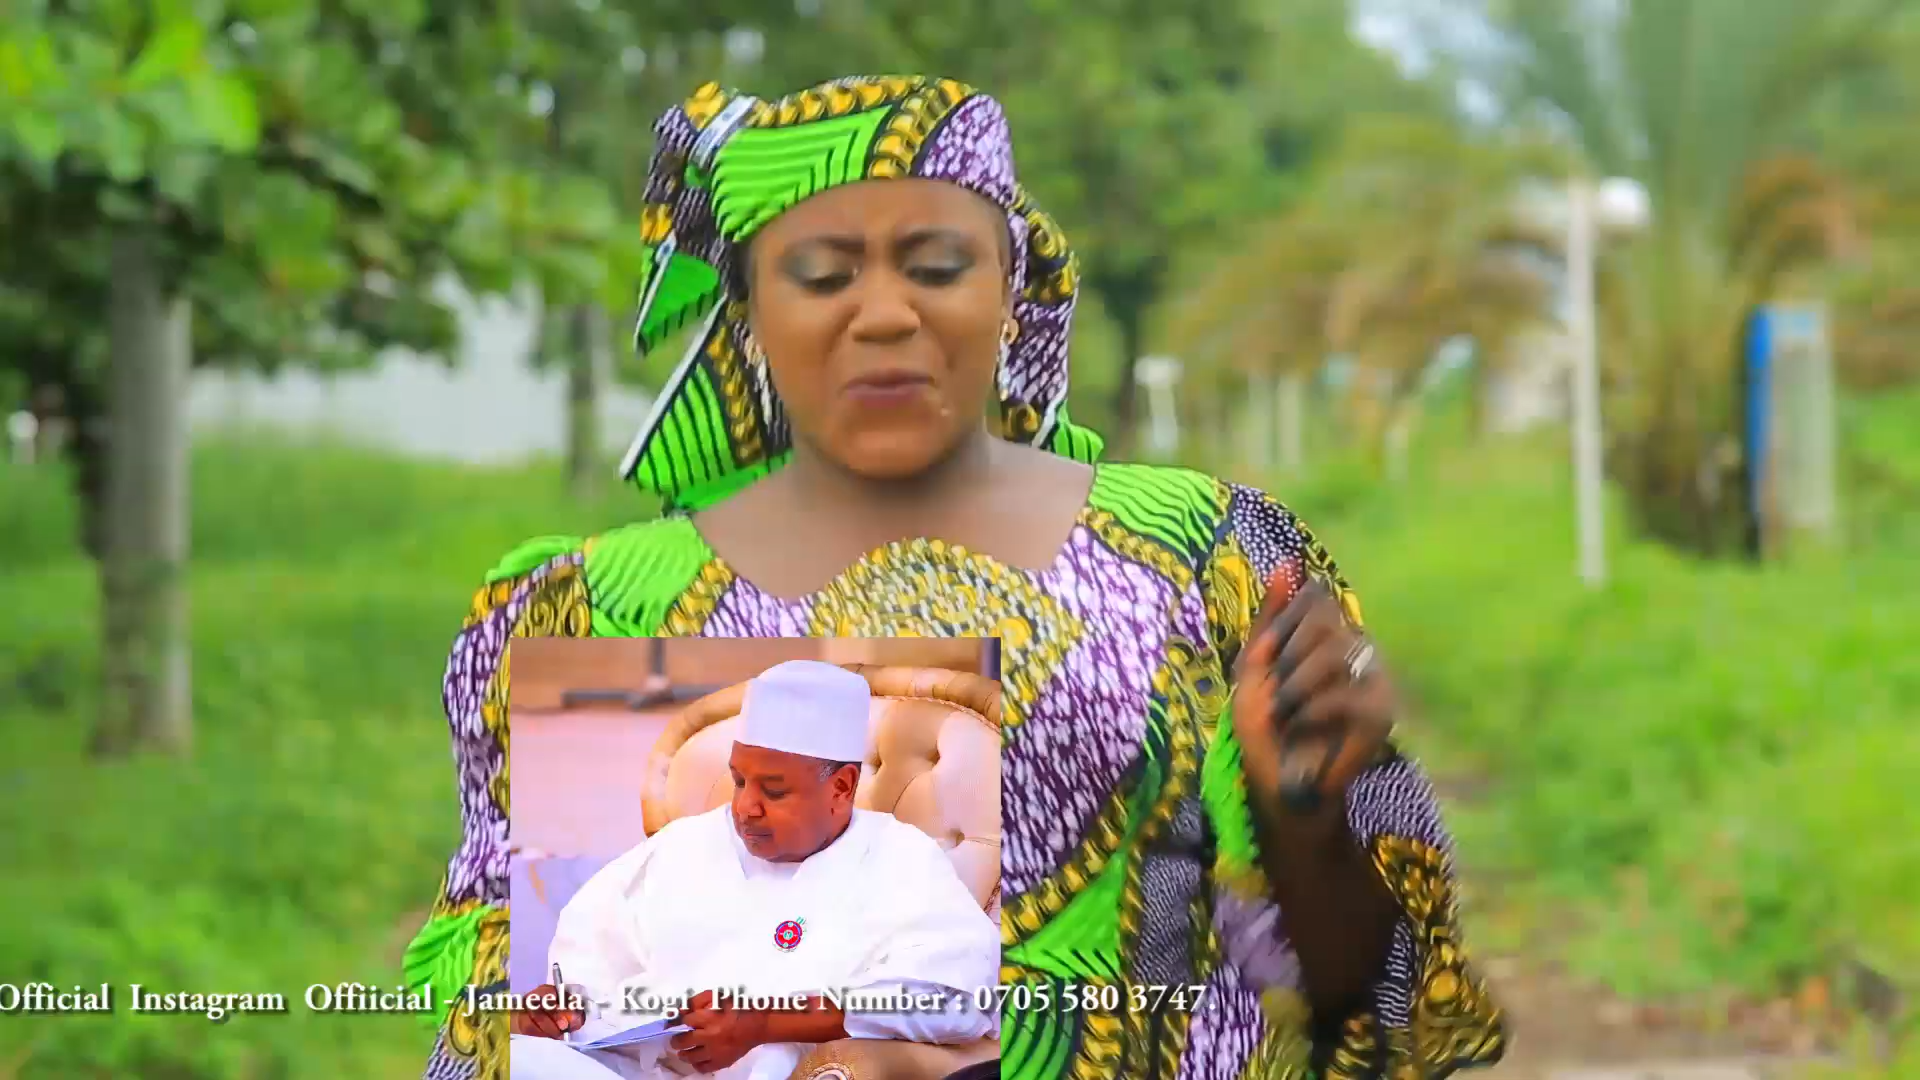 Official Instagram Offiicial - Jameela - Kogi Phone Number : 0705 580 3747.